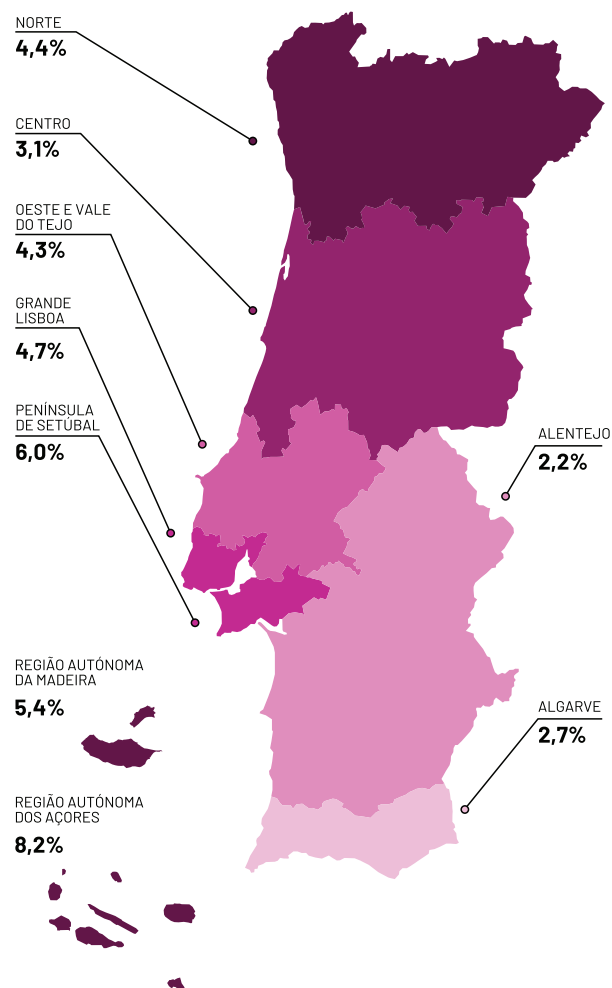 NORTE
4,4%
CENTRO
3,1%
OESTE E VALE
DO TEJO
4,3%
GRANDE
LISBOA
4,7%
PENÍNSULA
DE SETÚBAL
6,0%
ALENTEJO
2,2%
REGIÃO AUTÓNOMA
DA MADEIRA
5,4%
ALGARVE
2,7%
REGIÃO AUTÓNOMA
DOS AÇORES
8,2%